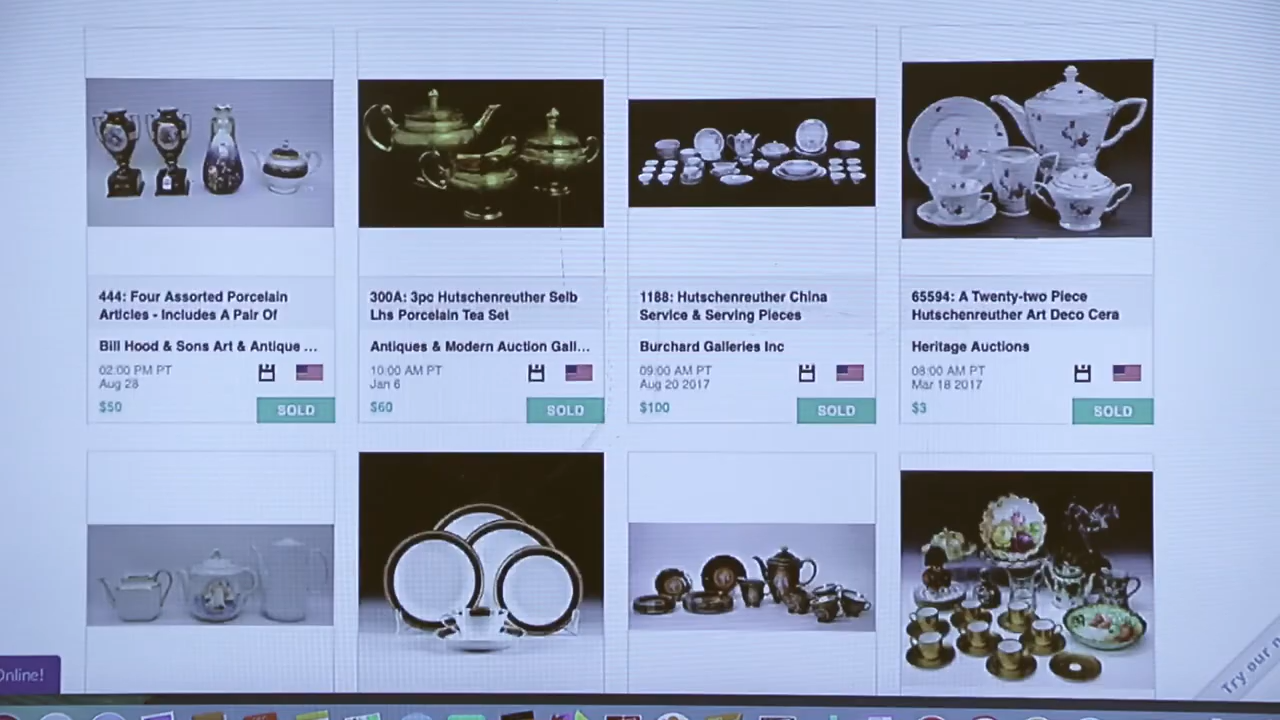 444: Four Assorted Porcelain
Articles - Includes A Pair Of
Bill Hood & Sons Art & Antique ...
02:00 PM PT
Aug 28
$50
SOLD
300A: 3pc Hutschenreuther Selb
Lhs Porcelain Tea Set
Antiques & Modern Auction Gall...
10:00 AM PT
Jan 6
$60
SOLD
1188: Hutschenreuther China
Service & Serving Pieces
Burchard Galleries Inc
09:00 AM PT
Aug 20 2017
$100
SOLD
65594: A Twenty-two Piece
Hutschenreuther Art Deco Cera
Heritage Auctions
08:00 AM PT
Mar 18 2017
$3
SOLD
Online!
Try our n